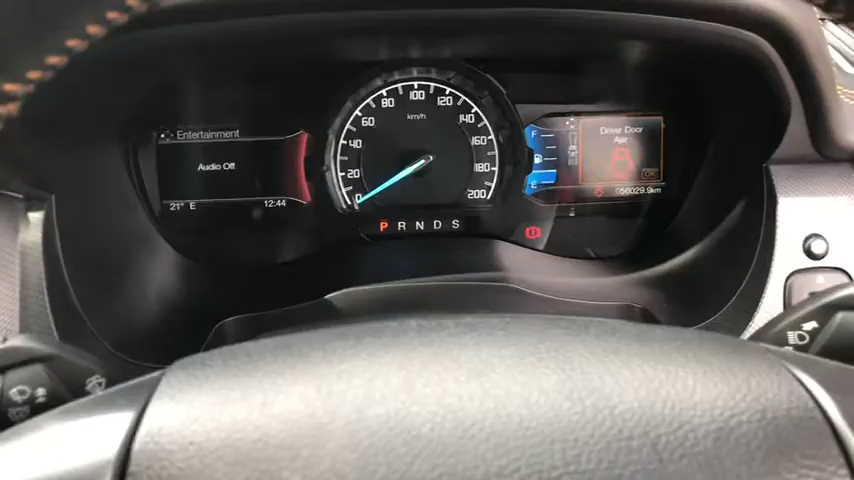 Entertainment
Audio Off
21° E
12:44
km/h
0
20
40
60
80
100
120
140
160
180
200
P R N D S
F
E
Driver Door
Ajar
OK
056029.9km